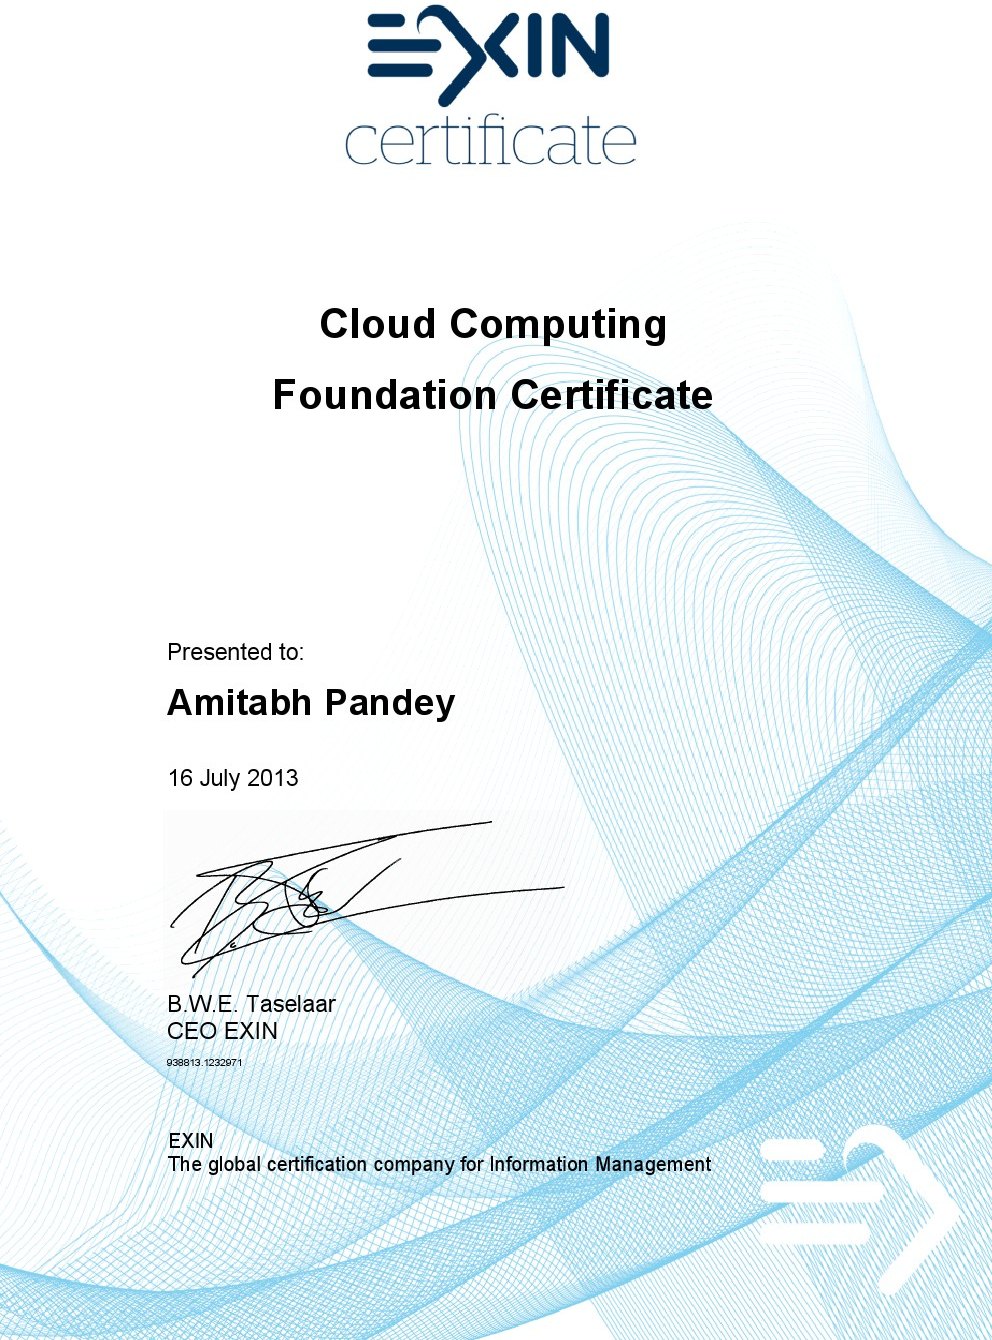 EXIN
certificate
Cloud Computing
Foundation Certificate
Presented to:
Amitabh Pandey
16 July 2013
B.W.E. Taselaar
CEO EXIN
938813.1232971
EXIN
The global certification company for Information Management